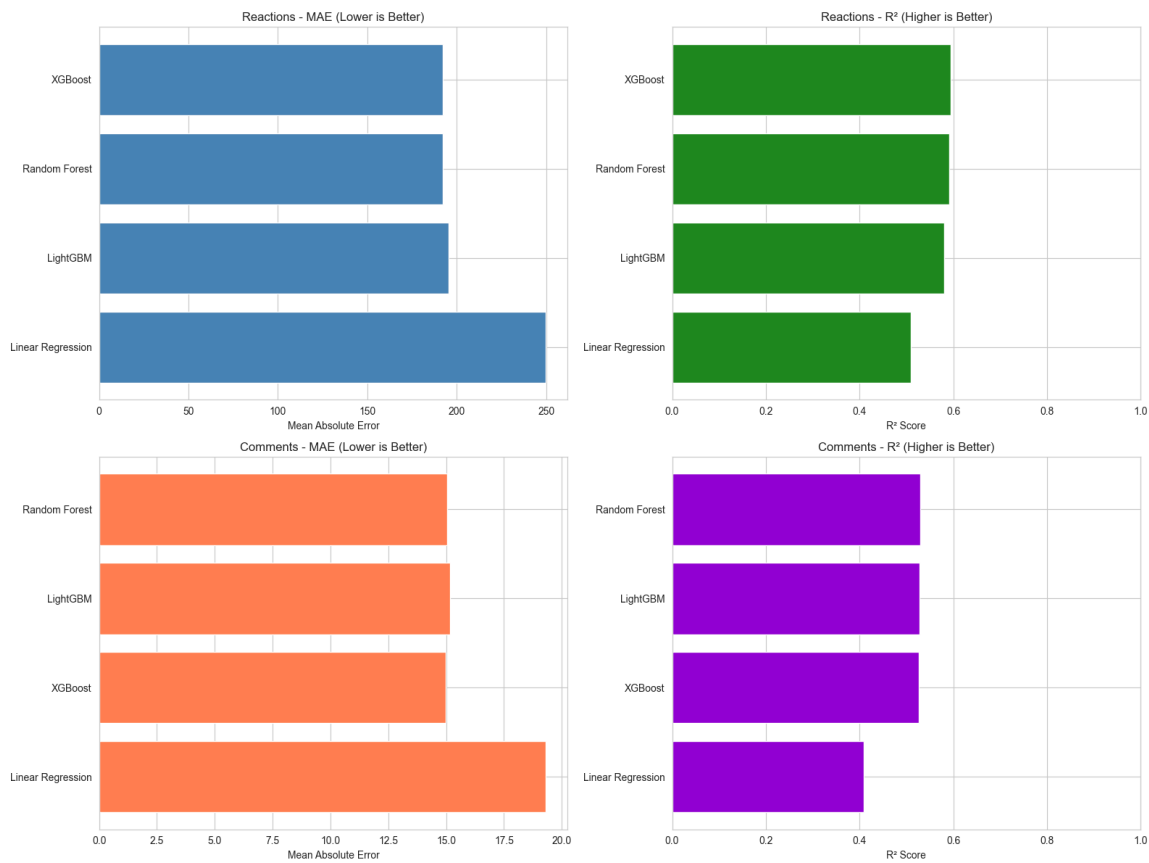 Reactions - MAE (Lower is Better)
XGBoost
Random Forest
LightGBM
Linear Regression
0 50 100 150 200 250
Mean Absolute Error
Reactions - R² (Higher is Better)
XGBoost
Random Forest
LightGBM
Linear Regression
0.0 0.2 0.4 0.6 0.8 1.0
R² Score
Comments - MAE (Lower is Better)
Random Forest
LightGBM
XGBoost
Linear Regression
0.0 2.5 5.0 7.5 10.0 12.5 15.0 17.5 20.0
Mean Absolute Error
Comments - R² (Higher is Better)
Random Forest
LightGBM
XGBoost
Linear Regression
0.0 0.2 0.4 0.6 0.8 1.0
R² Score